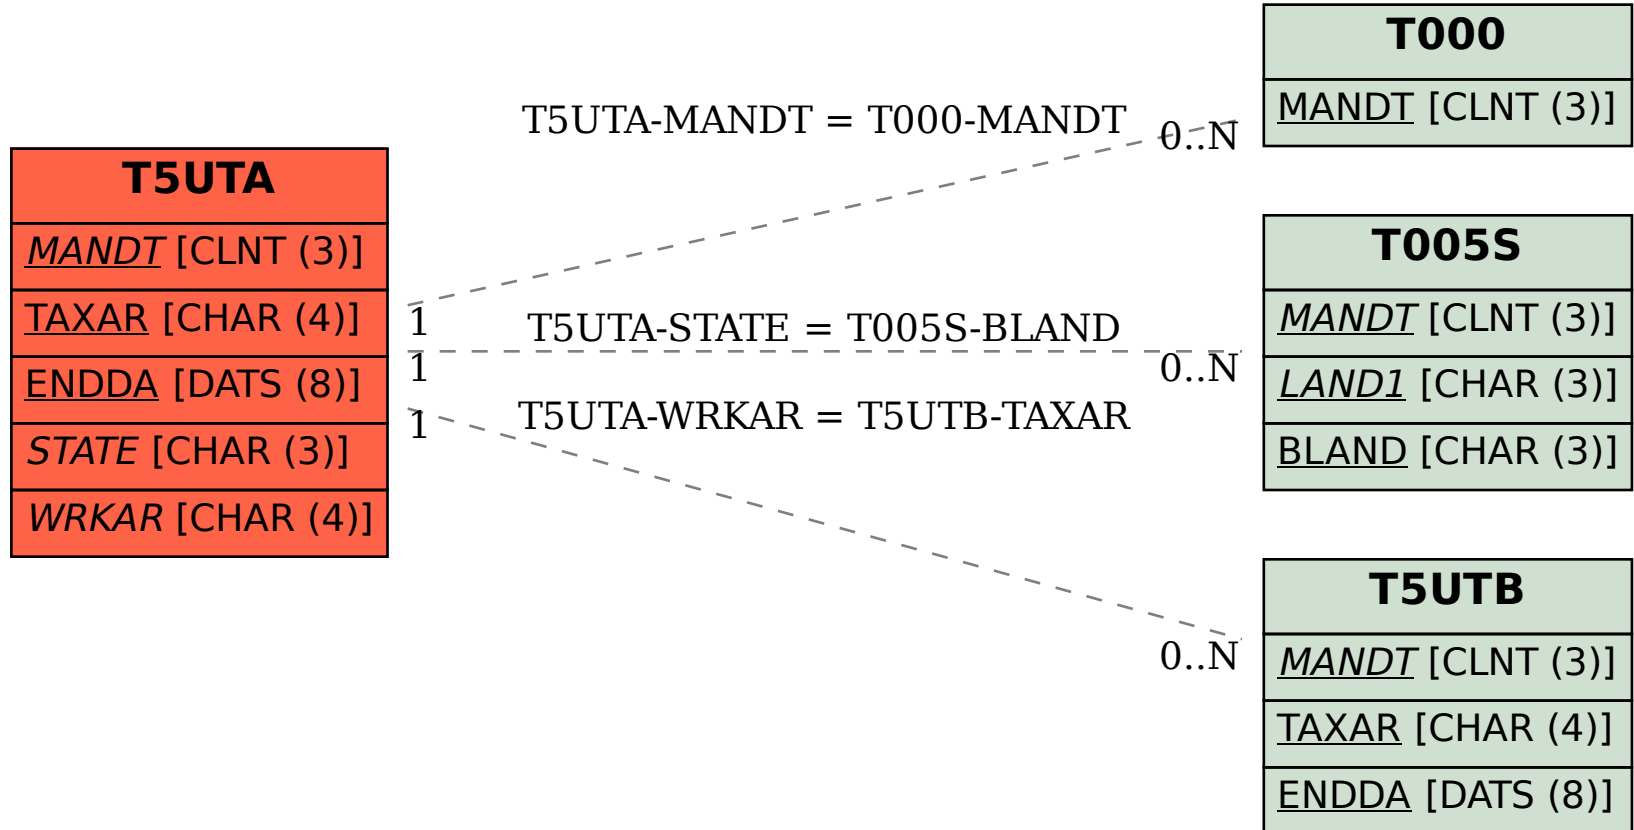 T5UTA
MANDT [CLNT (3)]
TAXAR [CHAR (4)]
ENDDA [DATS (8)]
STATE [CHAR (3)]
WRKAR [CHAR (4)]
T5UTA-MANDT = T000-MANDT
1
0..N
T5UTA-STATE = T005S-BLAND
1
0..N
T5UTA-WRKAR = T5UTB-TAXAR
1
0..N
T000
MANDT [CLNT (3)]
T005S
MANDT [CLNT (3)]
LAND1 [CHAR (3)]
BLAND [CHAR (3)]
T5UTB
MANDT [CLNT (3)]
TAXAR [CHAR (4)]
ENDDA [DATS (8)]